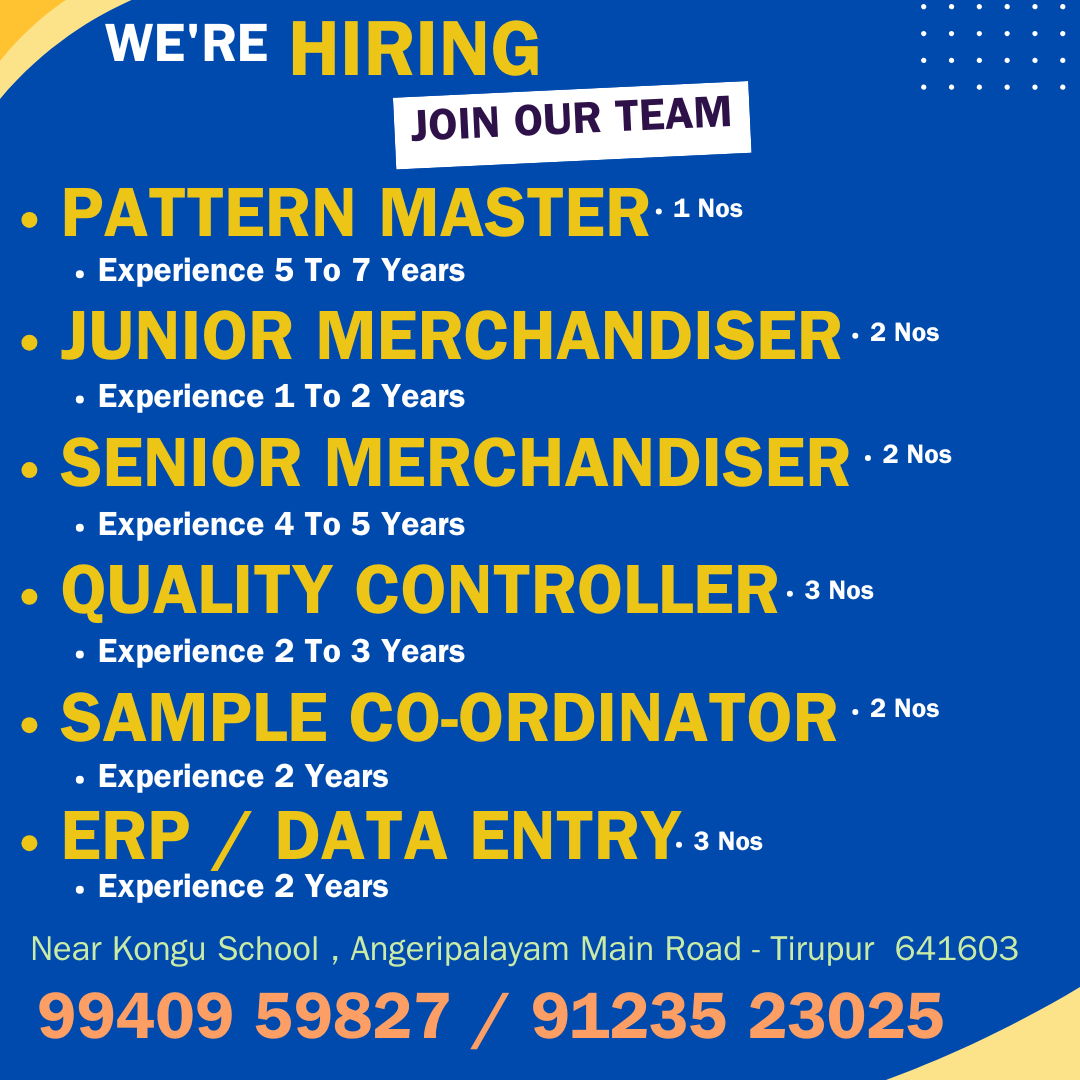 WE'RE HIRING
JOIN OUR TEAM
• PATTERN MASTER • 1 Nos
• Experience 5 To 7 Years
• JUNIOR MERCHANDISER • 2 Nos
• Experience 1 To 2 Years
• SENIOR MERCHANDISER • 2 Nos
• Experience 4 To 5 Years
• QUALITY CONTROLLER • 3 Nos
• Experience 2 To 3 Years
• SAMPLE CO-ORDINATOR • 2 Nos
• Experience 2 Years
• ERP / DATA ENTRY • 3 Nos
• Experience 2 Years
Near Kongu School , Angeripalayam Main Road - Tirupur 641603
99409 59827 / 91235 23025